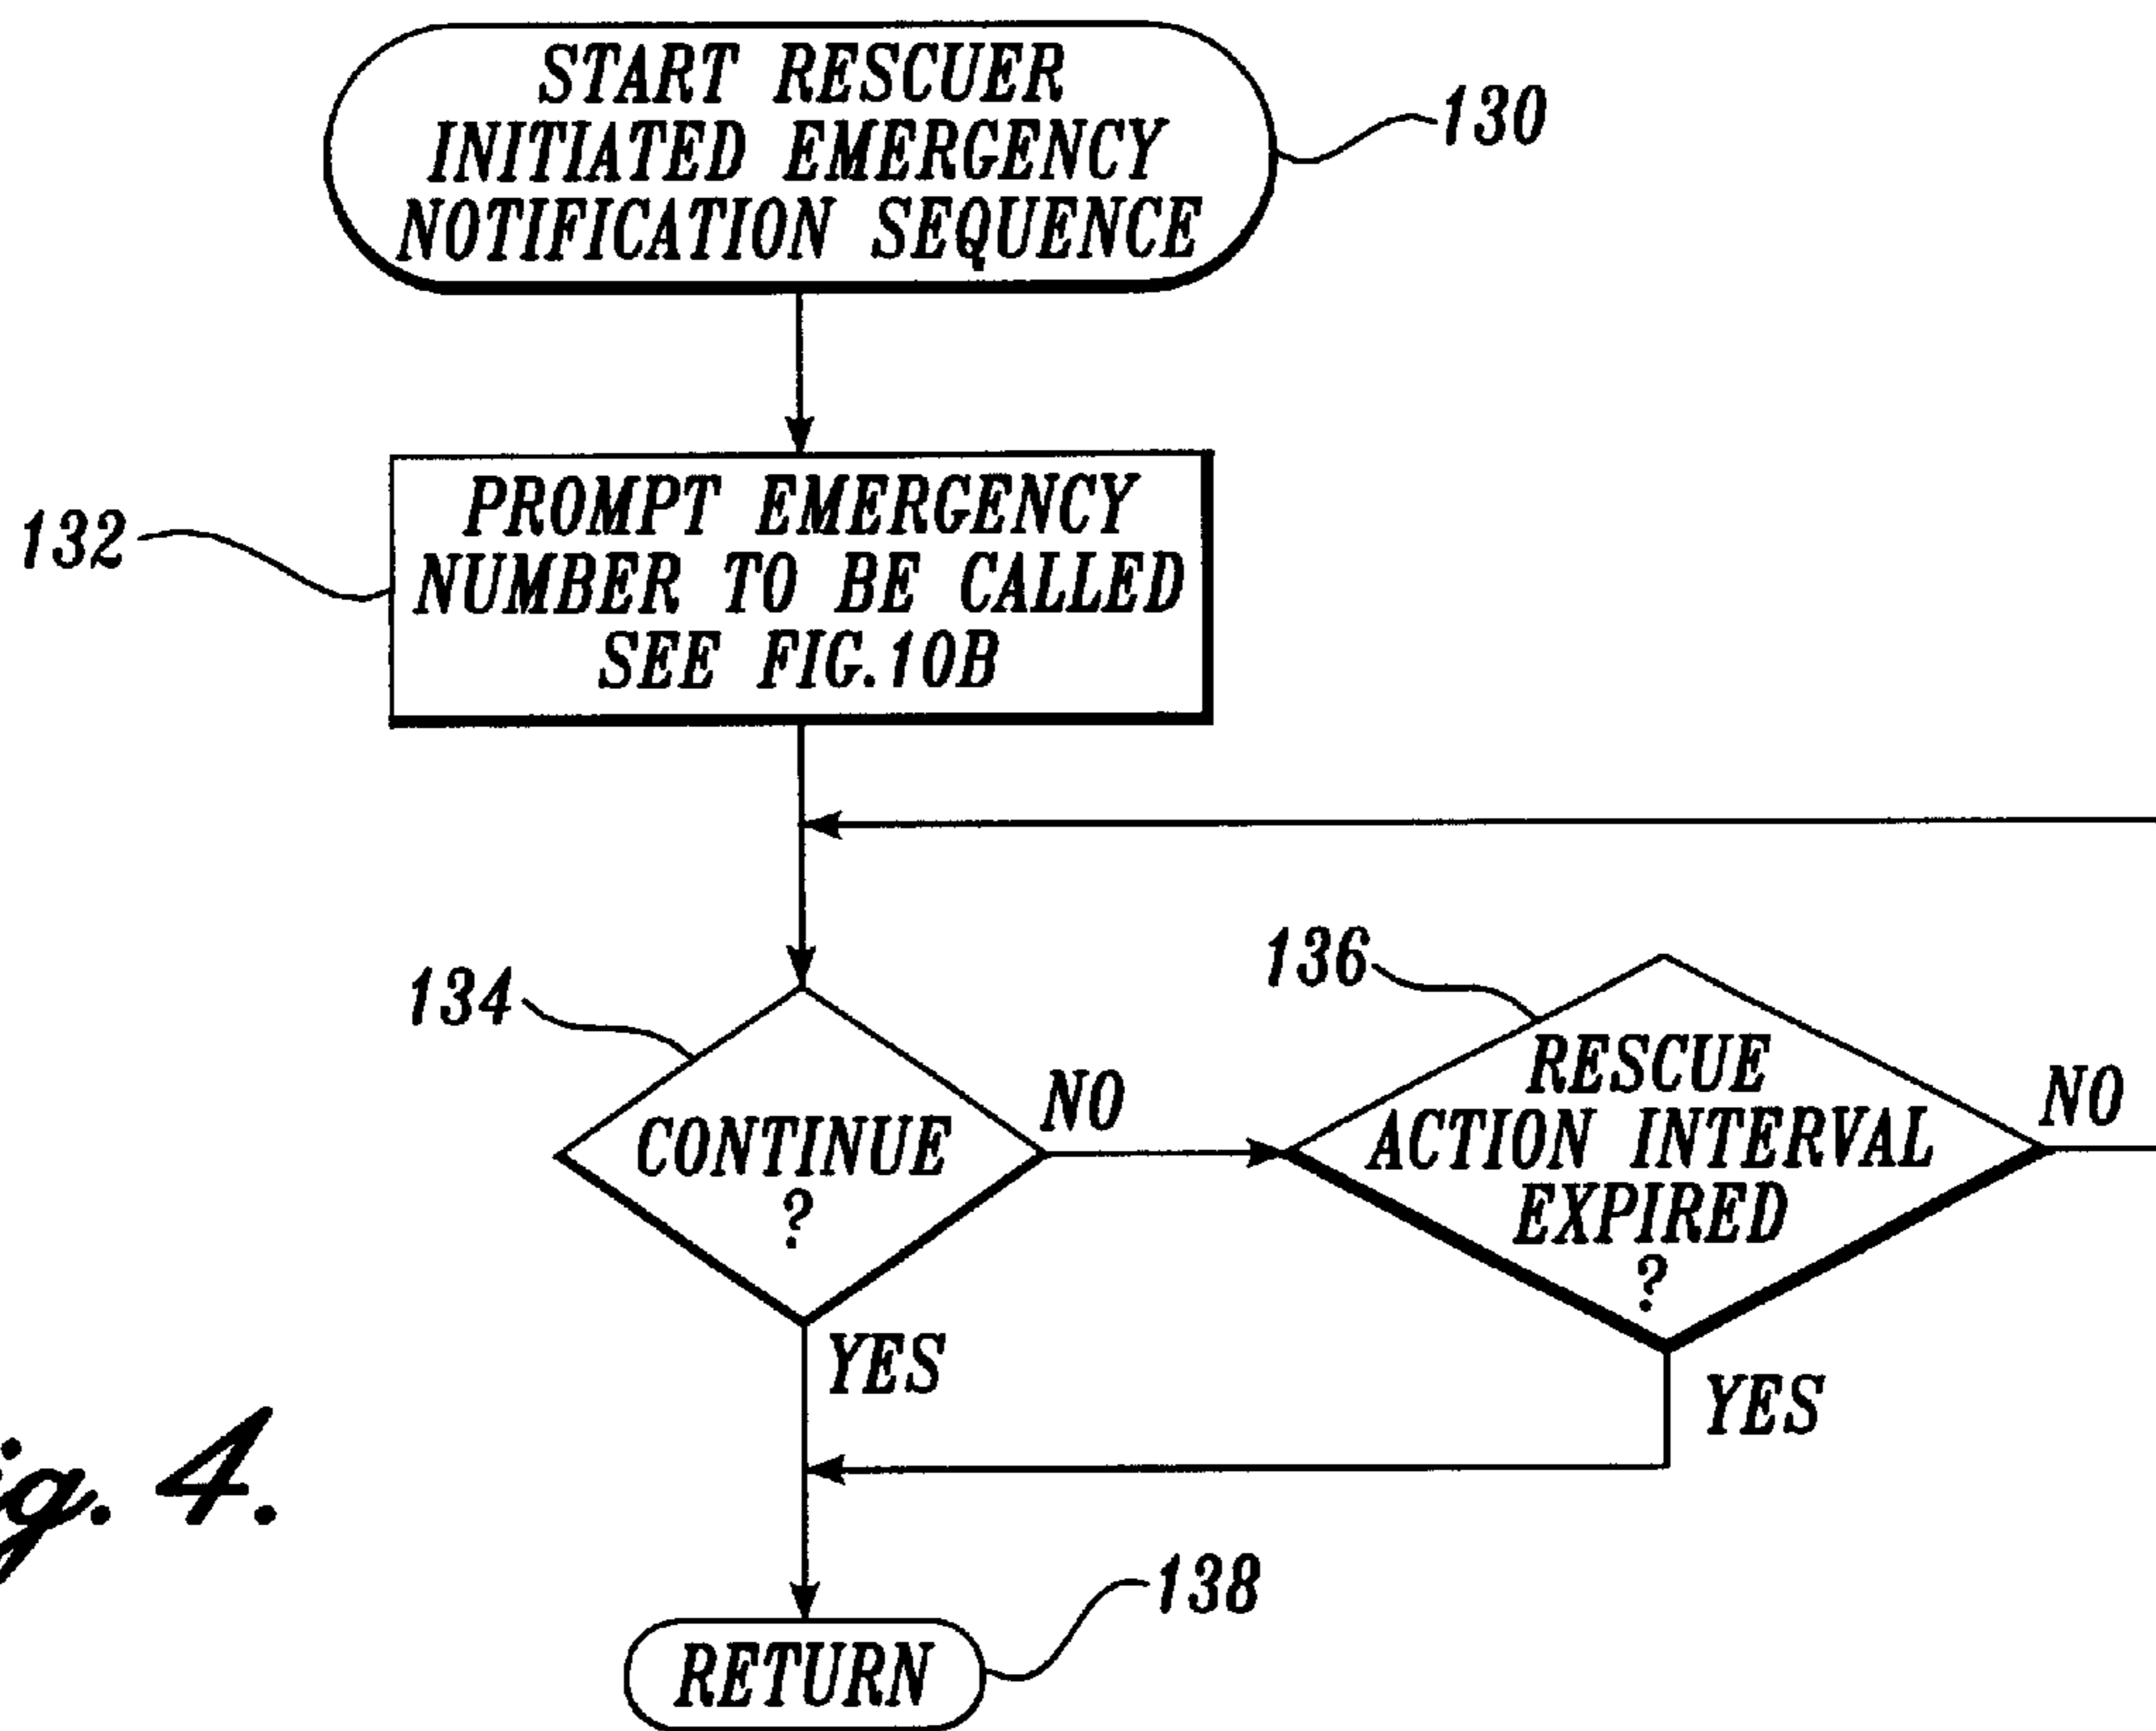 START RESCUER
INITIATED EMERGENCY
NOTIFICATION SEQUENCE
130
PROMPT EMERGENCY
NUMBER TO BE CALLED
SEE FIG.10B
132
134
136
CONTINUE
?
NO
RESCUE
ACTION INTERVAL
EXPIRED
?
NO
YES
YES
ig. 4.
138
RETURN